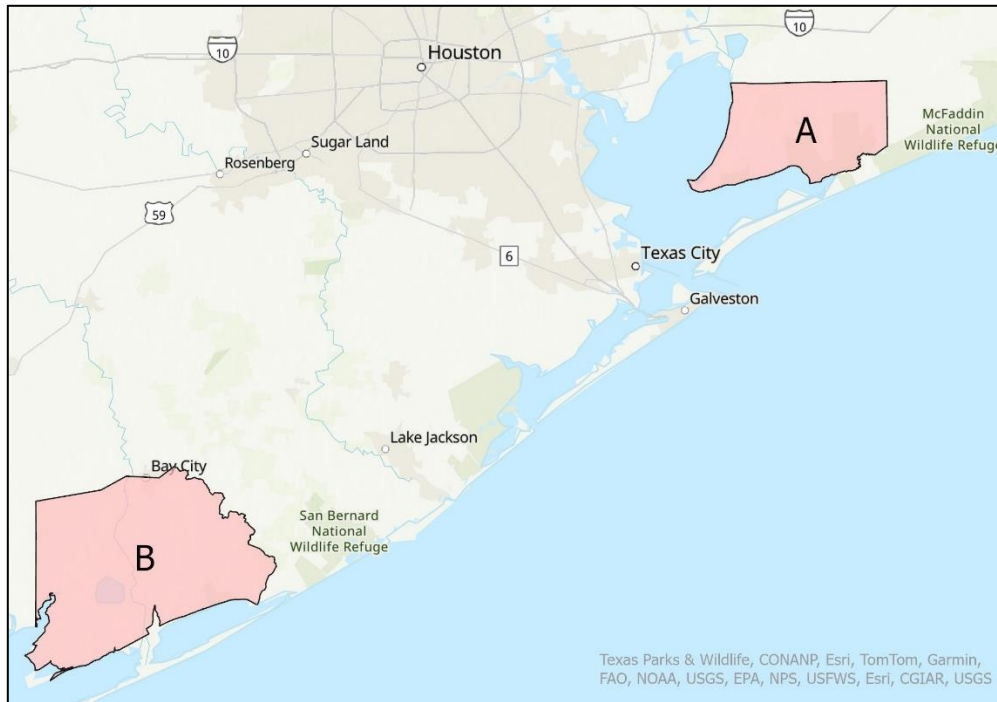 10
Houston
10
A
McFaddin
National
Wildlife Refuge
Sugar Land
Rosenberg
59
6
Texas City
Galveston
Lake Jackson
Bay City
San Bernard
National
Wildlife Refuge
B
Texas Parks & Wildlife, CONANP, Esri, TomTom, Garmin,
FAO, NOAA, USGS, EPA, NPS, USFWS, Esri, CGIAR, USGS